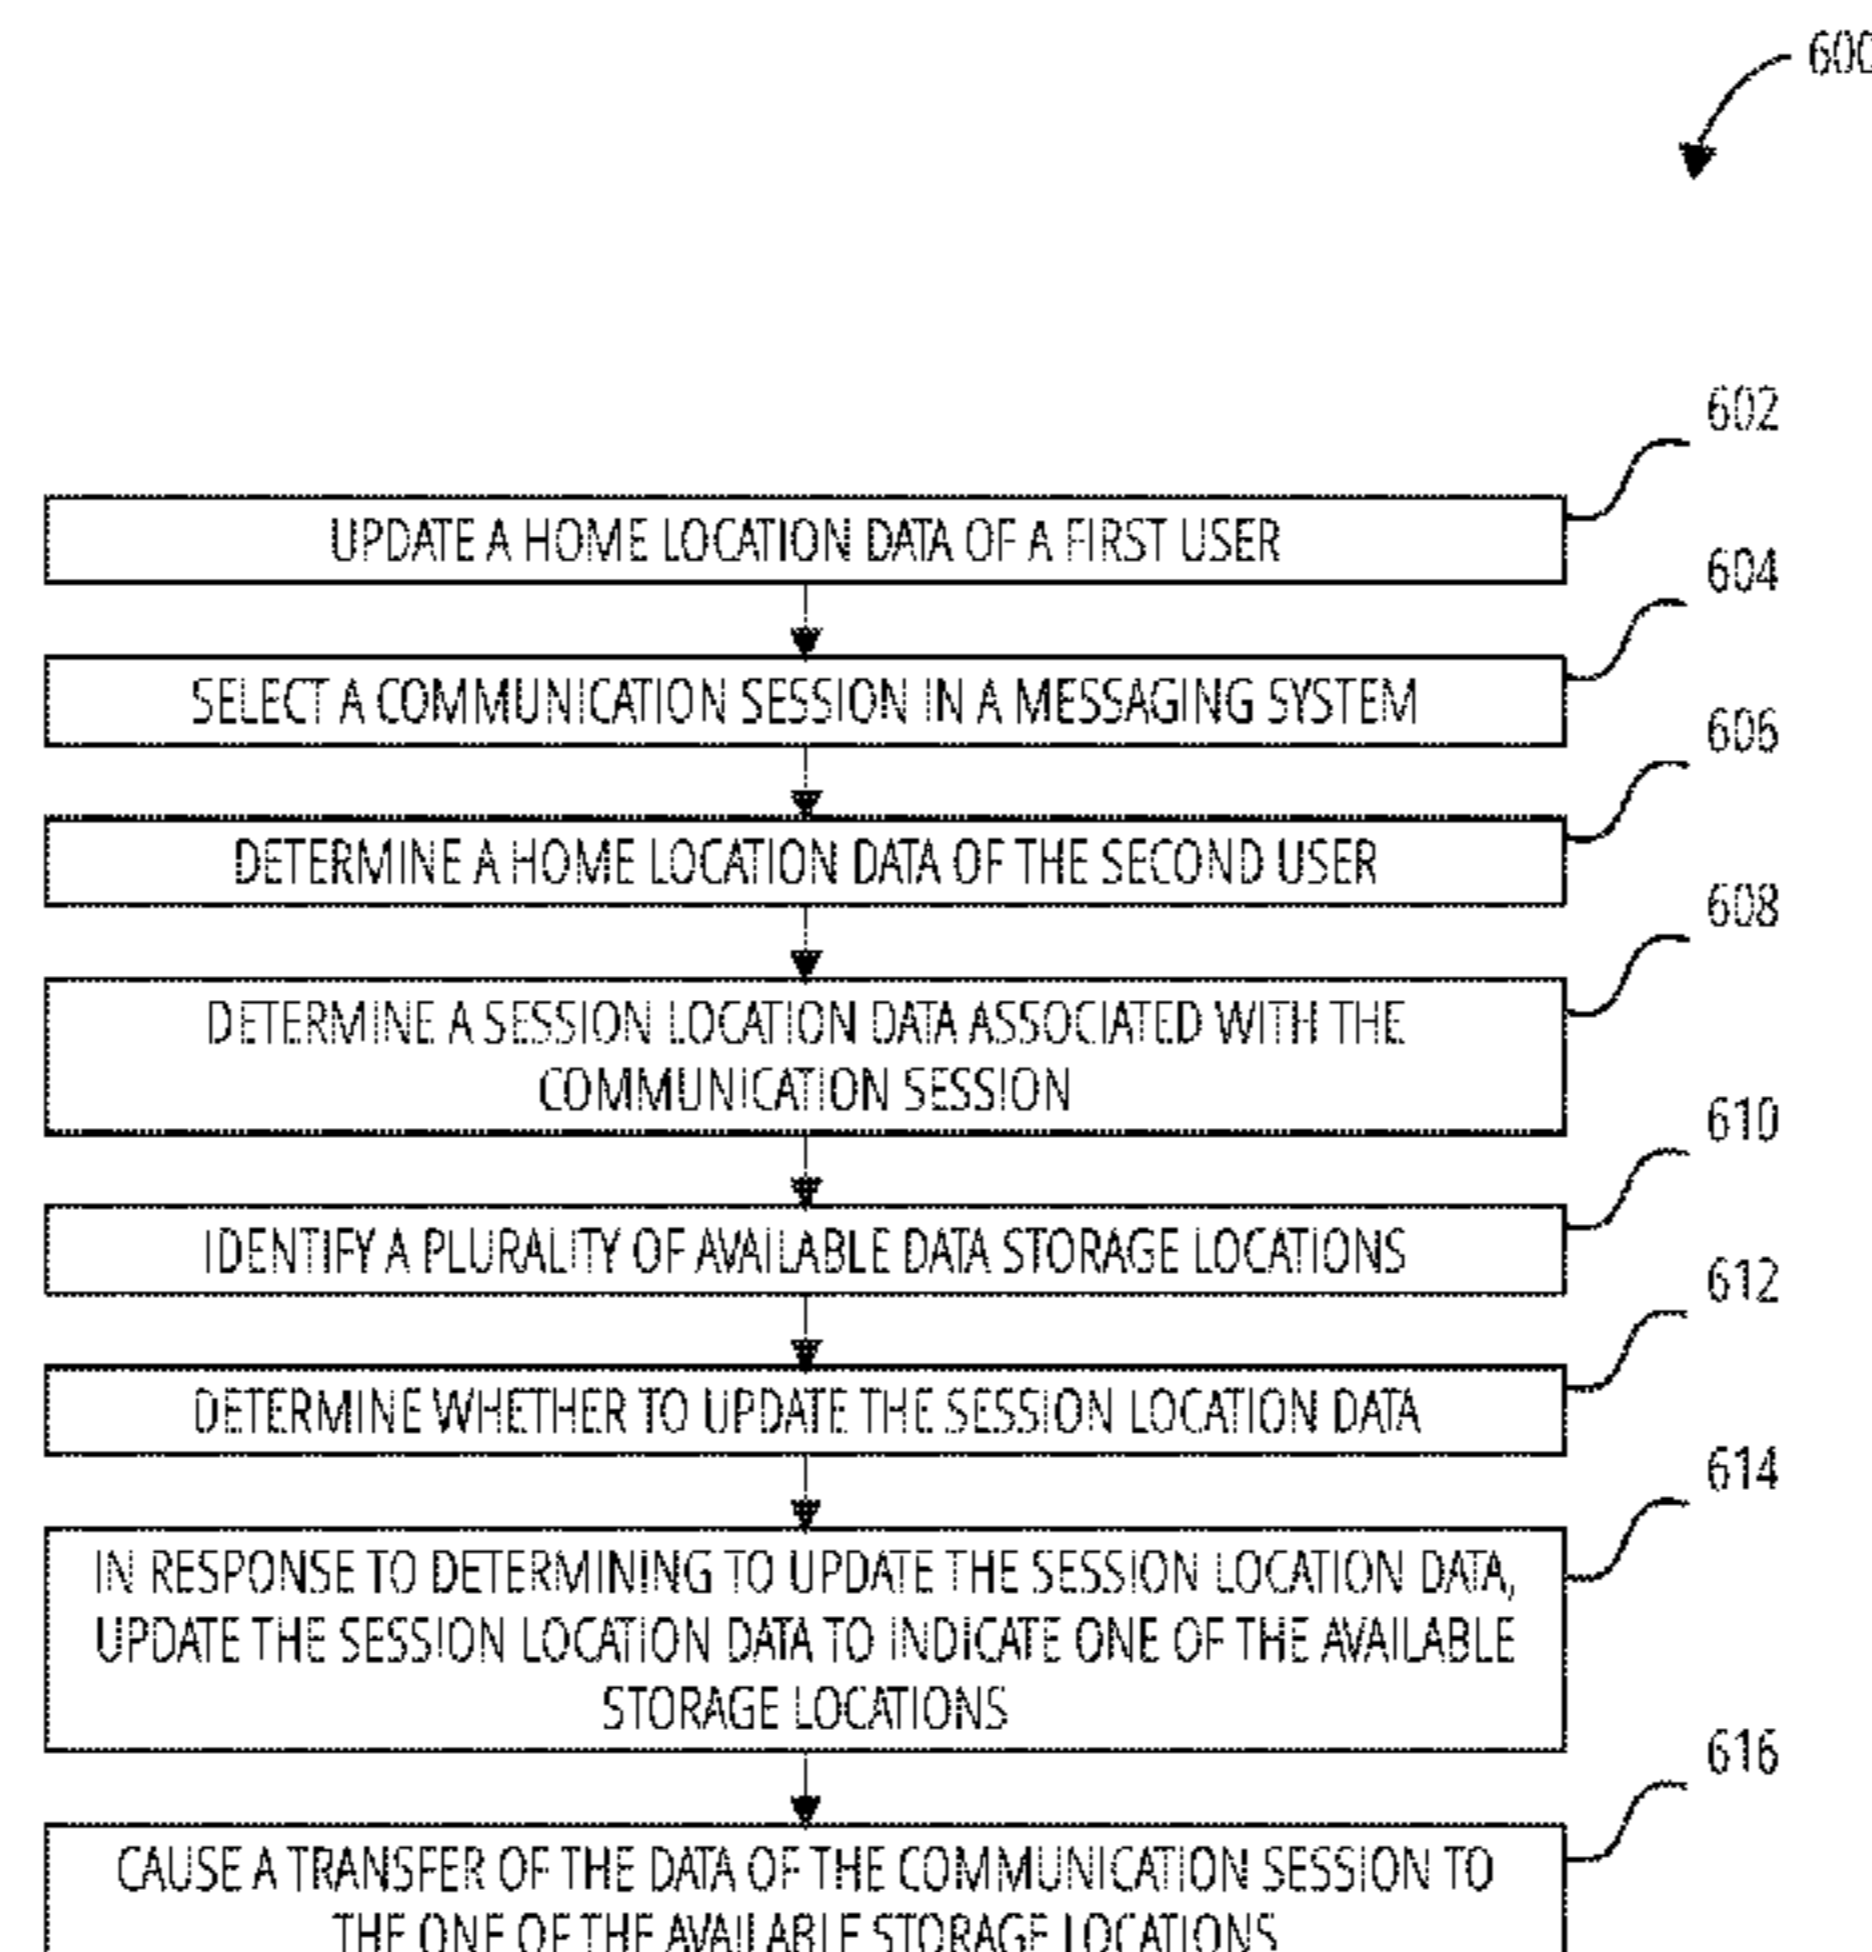 600
602
UPDATE A HOME LOCATION DATA OF A FIRST USER
604
SELECT A COMMUNICATION SESSION IN A MESSAGING SYSTEM
606
DETERMINE A HOME LOCATION DATA OF THE SECOND USER
608
DETERMINE A SESSION LOCATION DATA ASSOCIATED WITH THE
COMMUNICATION SESSION
610
IDENTIFY A PLURALITY OF AVAILABLE DATA STORAGE LOCATIONS
612
DETERMINE WHETHER TO UPDATE THE SESSION LOCATION DATA
614
IN RESPONSE TO DETERMINING TO UPDATE THE SESSION LOCATION DATA,
UPDATE THE SESSION LOCATION DATA TO INDICATE ONE OF THE AVAILABLE
STORAGE LOCATIONS
616
CAUSE A TRANSFER OF THE DATA OF THE COMMUNICATION SESSION TO
THE ONE OF THE AVAILABLE STORAGE LOCATIONS